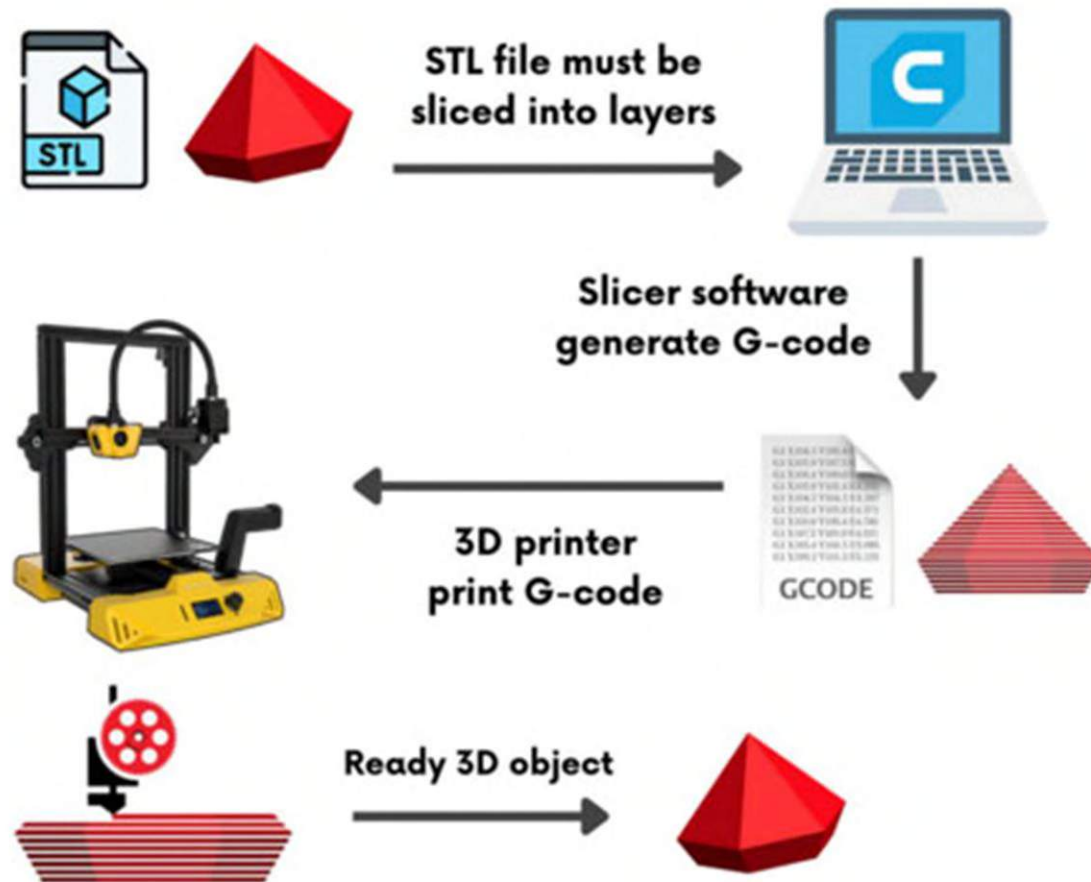 STL file must be
sliced into layers
STL
Slicer software
generate G-code
3D printer
print G-code
GCODE
Ready 3D object